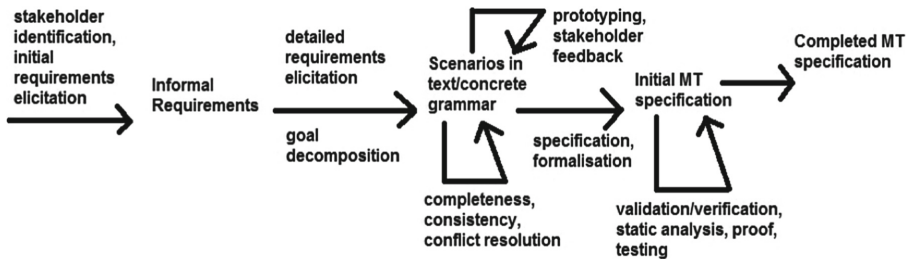 stakeholder
identification,
initial
requirements
elicitation
Informal
Requirements
detailed
requirements
elicitation
goal
decomposition
Scenarios in
text/concrete
grammar
prototyping,
stakeholder
feedback
completeness,
consistency,
conflict resolution
specification,
formalisation
Initial MT
specification
validation/verification,
static analysis, proof,
testing
Completed MT
specification